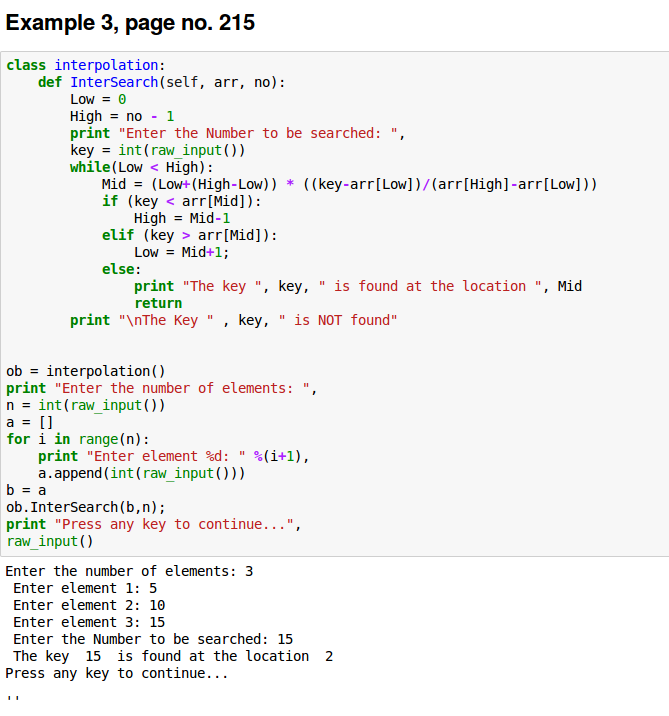 Example 3, page no. 215
class interpolation:
    def InterSearch(self, arr, no):
        Low = 0
        High = no - 1
        print "Enter the Number to be searched: ",
        key = int(raw_input())
        while(Low < High):
            Mid = (Low+(High-Low)) * ((key-arr[Low])/(arr[High]-arr[Low]))
            if (key < arr[Mid]):
                High = Mid-1
            elif (key > arr[Mid]):
                Low = Mid+1;
            else:
                print "The key ", key, " is found at the location ", Mid
                return
        print "\nThe Key " , key, " is NOT found"
ob = interpolation()
print "Enter the number of elements: ",
n = int(raw_input())
a = []
for i in range(n):
    print "Enter element %d: " %(i+1),
    a.append(int(raw_input()))
b = a
ob.InterSearch(b,n);
print "Press any key to continue...",
raw_input()
Enter the number of elements: 3
 Enter element 1: 5
 Enter element 2: 10
 Enter element 3: 15
 Enter the Number to be searched: 15
 The key  15  is found at the location  2
Press any key to continue...
''